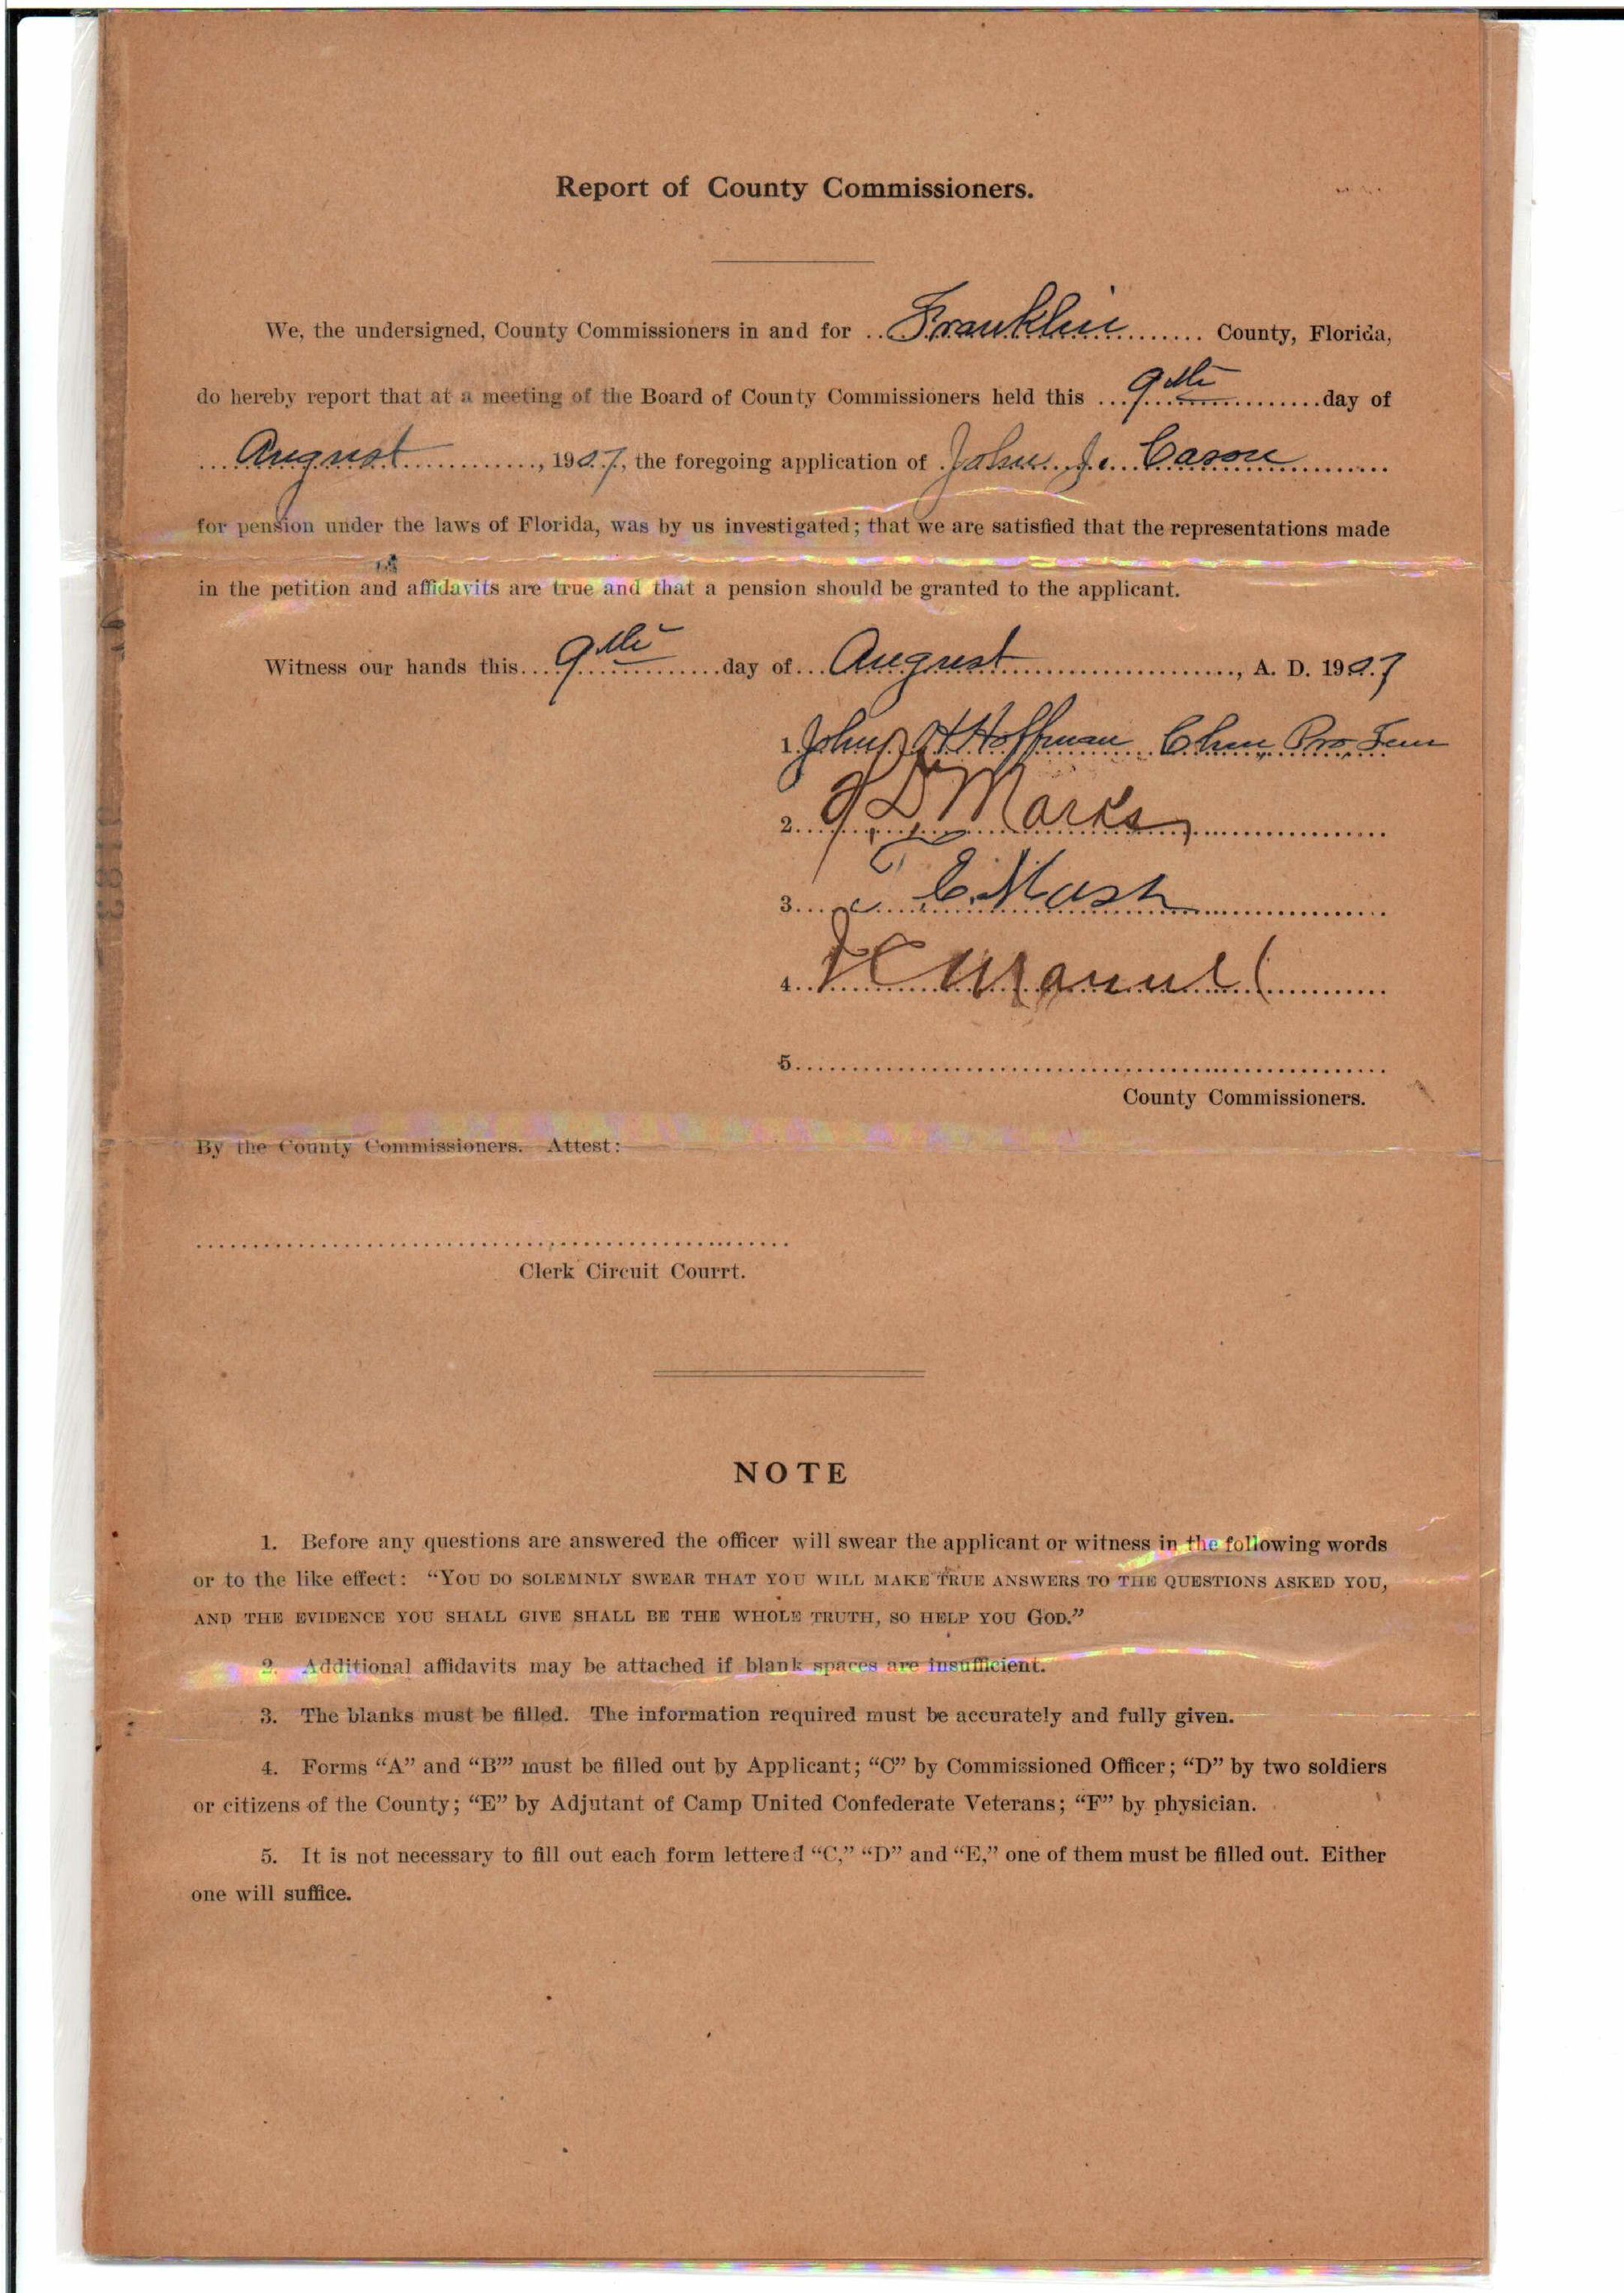 Report of County Commissioners.
We, the undersigned, County Commissioners in and for .. Franklin ........ County, Florida,
do hereby report that at a meeting of the Board of County Commissioners held this ... 9th ............ day of
... August ............, 1907, the foregoing application of John J. Cason ............
for pension under the laws of Florida, was by us investigated; that we are satisfied that the representations made
in the petition and affidavits are true and that a pension should be granted to the applicant.
Witness our hands this... 9th .........day of... August ........................, A. D. 1907
1. John H Hoffman Chm Pro Tem
2. J D Marks
3. Mash
4.
5.
County Commissioners.
By the County Commissioners. Attest:
Clerk Circuit Courrt.
NOTE
1. Before any questions are answered the officer will swear the applicant or witness in the following words
or to the like effect: “YOU DO SOLEMNLY SWEAR THAT YOU WILL MAKE TRUE ANSWERS TO THE QUESTIONS ASKED YOU,
AND THE EVIDENCE YOU SHALL GIVE SHALL BE THE WHOLE TRUTH, SO HELP YOU GOD.”
2. Additional affidavits may be attached if blank spaces are insufficient.
3. The blanks must be filled. The information required must be accurately and fully given.
4. Forms “A” and “B”’ must be filled out by Applicant; “C” by Commissioned Officer; “D” by two soldiers
or citizens of the County; “E” by Adjutant of Camp United Confederate Veterans; “F” by physician.
5. It is not necessary to fill out each form lettered “C,” “D” and “E,” one of them must be filled out. Either
one will suffice.